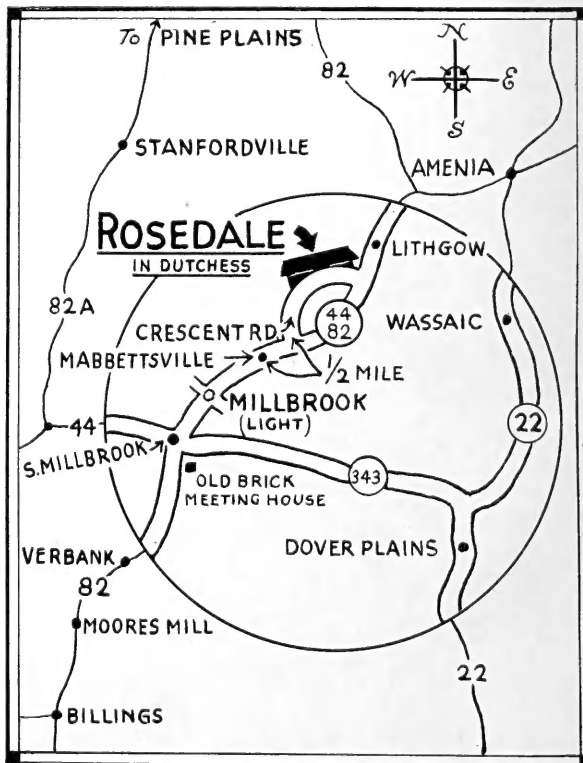 To PINE PLAINS
82
N
W E
S
STANFORDVILLE
AMENIA
ROSEDALE
IN DUTCHESS
LITHGOW
82A
44
82
WASSAIC
CRESCENT RD.
MABBETTSVILLE
1/2 MILE
MILLBROOK
(LIGHT)
44
22
S. MILLBROOK
OLD BRICK
MEETING HOUSE
343
DOVER PLAINS
VERBANK
82
MOORES MILL
22
BILLINGS